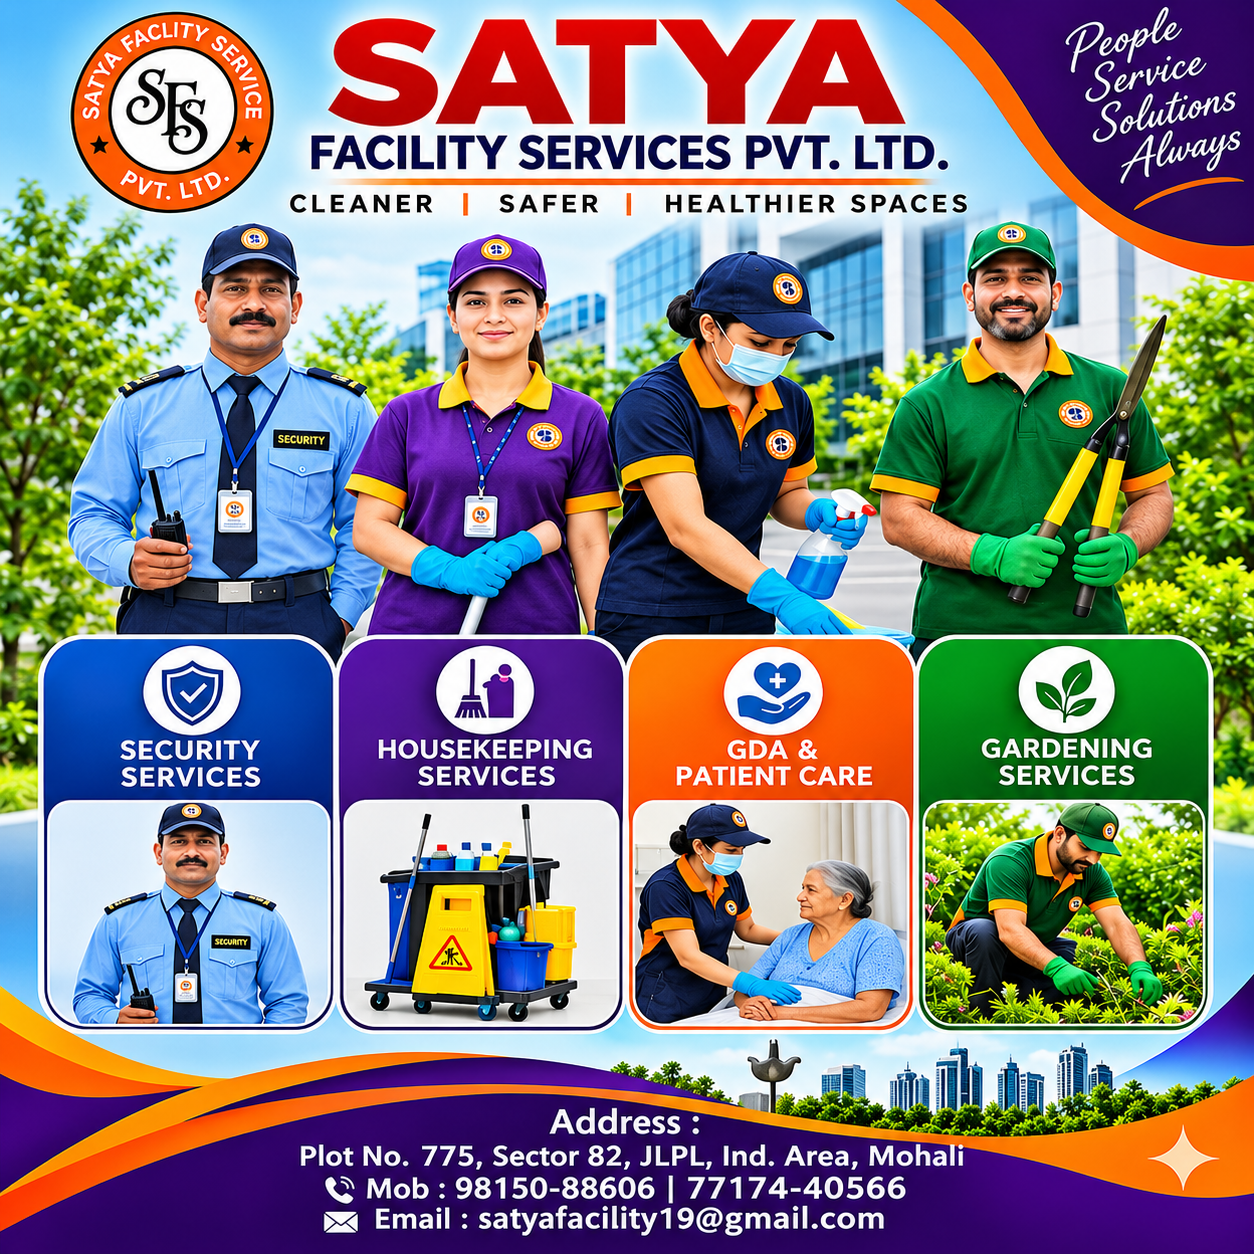 SATYA FACLITY SERVICE
SFS
PVT. LTD.
SATYA
FACILITY SERVICES PVT. LTD.
CLEANER | SAFER | HEALTHIER SPACES
People
Service
Solutions
Always
SECURITY
SECURITY
SERVICES
HOUSEKEEPING
SERVICES
GDA &
PATIENT CARE
GARDENING
SERVICES
SECURITY
Address :
Plot No. 775, Sector 82, JLPL, Ind. Area, Mohali
Mob : 98150-88606 | 77174-40566
Email : satyafacility19@gmail.com